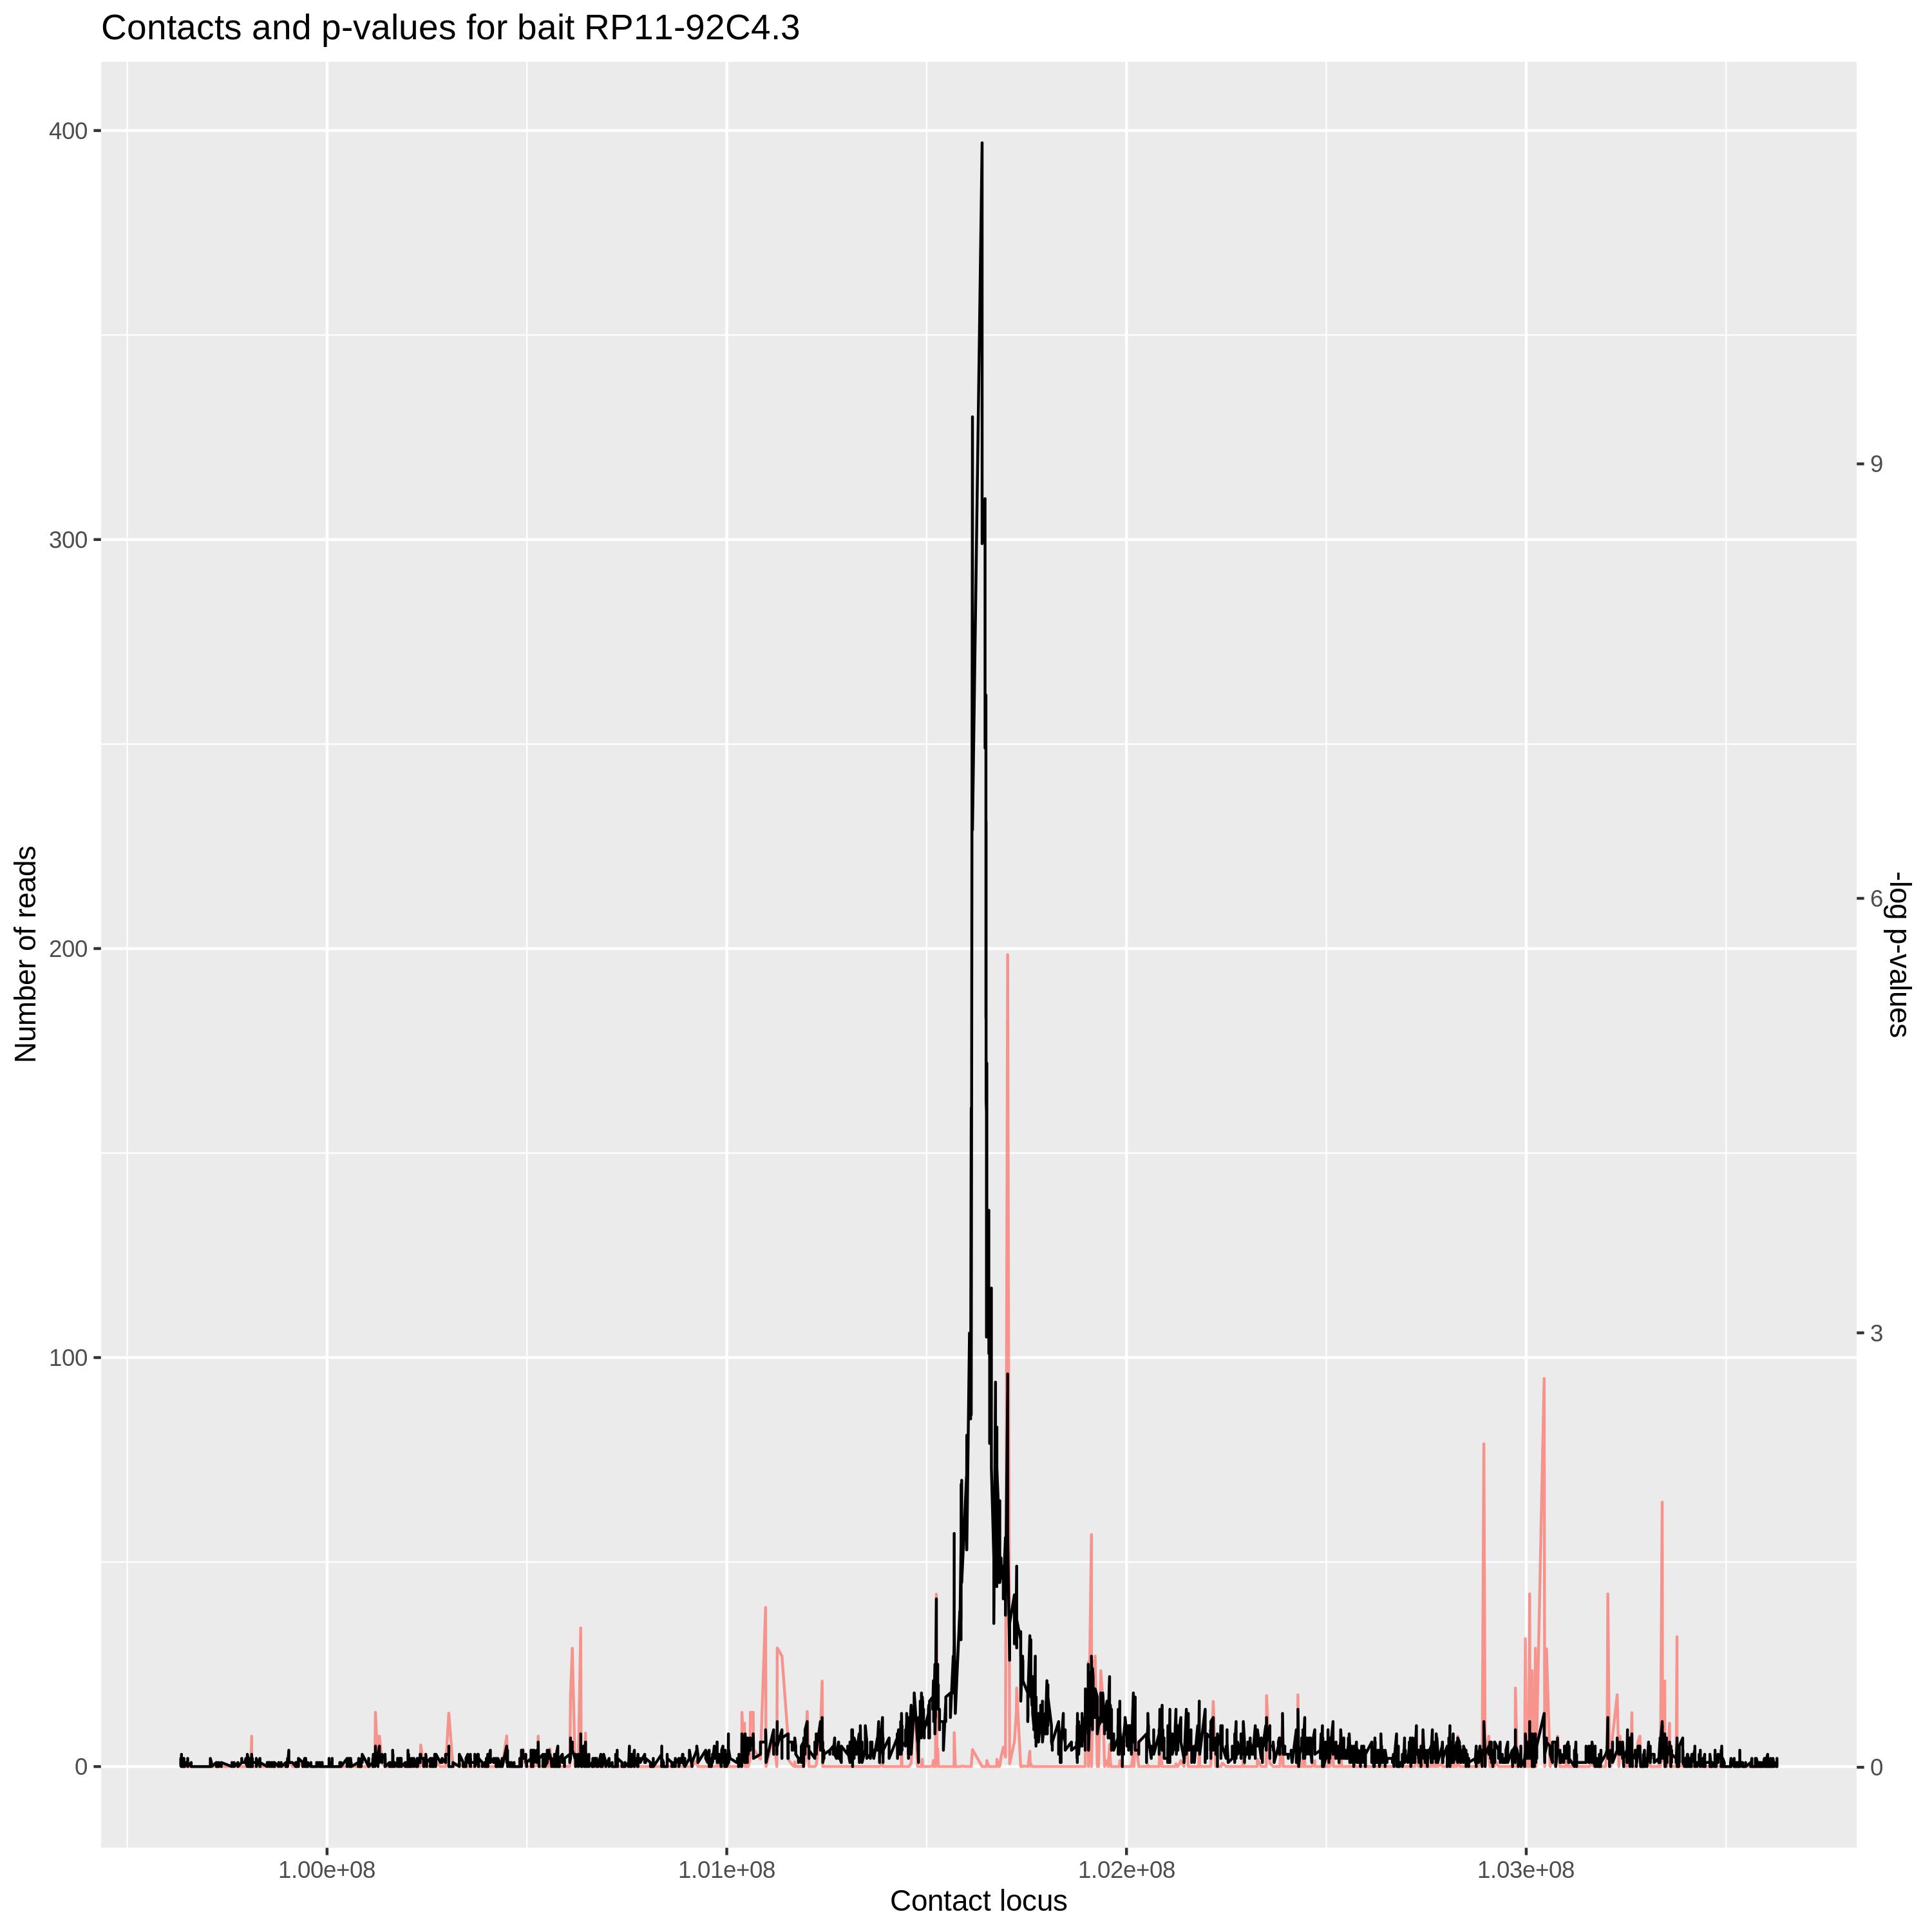 Contacts and p-values for bait RP11-92C4.3
400
300
200
100
0
Number of reads
9
6
3
0
-log p-values
1.00e+08
1.01e+08
1.02e+08
1.03e+08
Contact locus